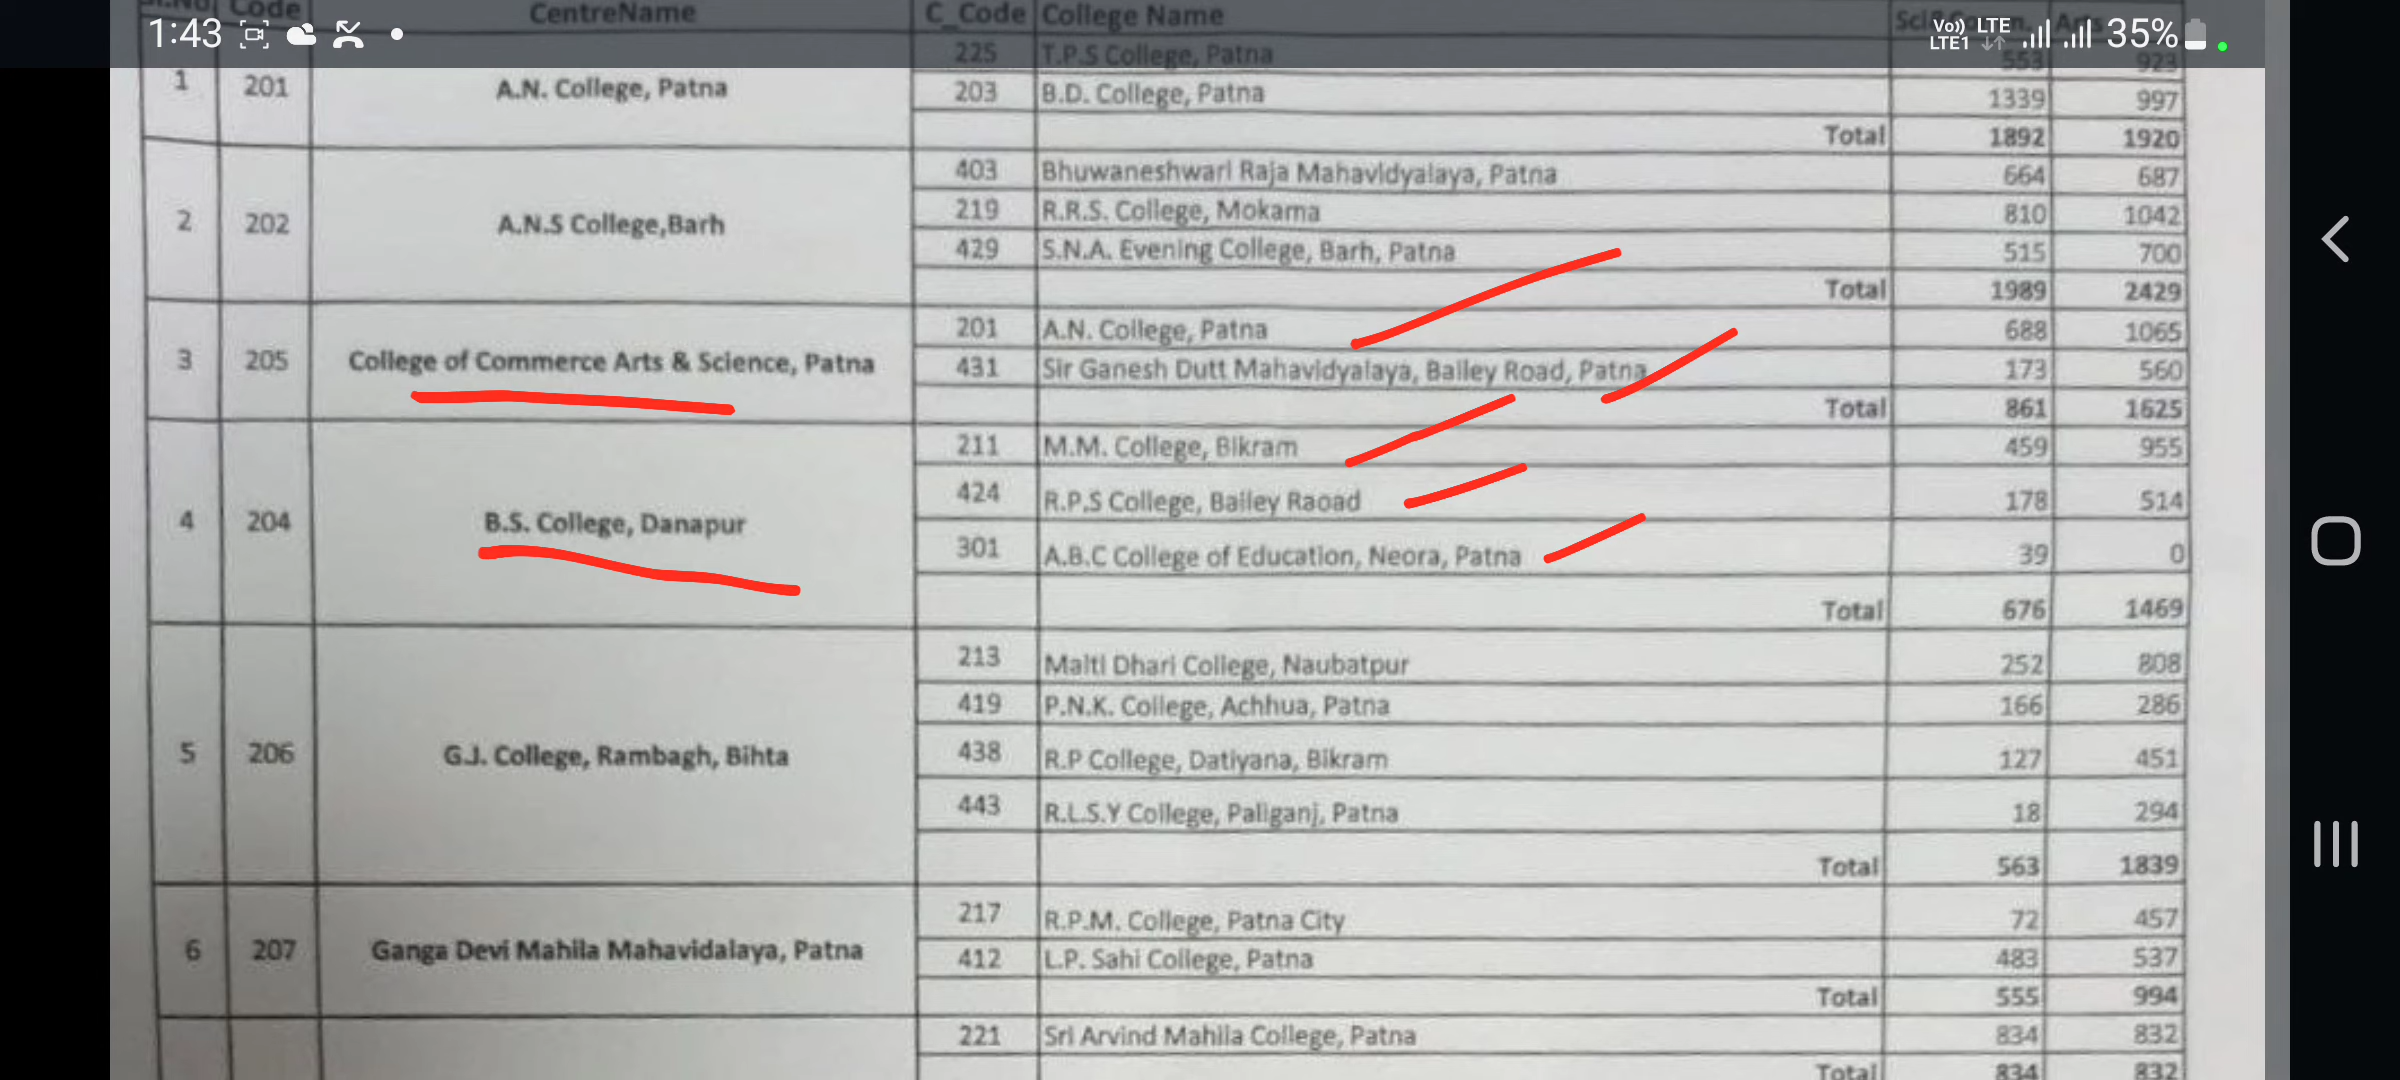 Sr.No Code CentreName C_Code College Name
1:43 Vo)) LTE LTE1 35%
225 T.P.S College, Patna 553 923
1 201 A.N. College, Patna 203 B.D. College, Patna 1339 997
Total 1892 1920
403 Bhuwaneshwari Raja Mahavidyalaya, Patna 664 687
2 202 A.N.S College,Barh 219 R.R.S. College, Mokama 810 1042
429 S.N.A. Evening College, Barh, Patna 515 700
Total 1989 2429
201 A.N. College, Patna 688 1065
3 205 College of Commerce Arts & Science, Patna 431 Sir Ganesh Dutt Mahavidyalaya, Bailey Road, Patna 173 560
Total 861 1625
211 M.M. College, Bikram 459 955
424 R.P.S College, Bailey Raoad 178 514
4 204 B.S. College, Danapur 301 A.B.C College of Education, Neora, Patna 39 0
Total 676 1469
213 Malti Dhari College, Naubatpur 252 808
419 P.N.K. College, Achhua, Patna 166 286
5 206 G.J. College, Rambagh, Bihta 438 R.P College, Datiyana, Bikram 127 451
443 R.L.S.Y College, Paliganj, Patna 18 294
Total 563 1839
217 R.P.M. College, Patna City 72 457
6 207 Ganga Devi Mahila Mahavidalaya, Patna 412 L.P. Sahi College, Patna 483 537
Total 555 994
221 Sri Arvind Mahila College, Patna 834 832
Total 834 832